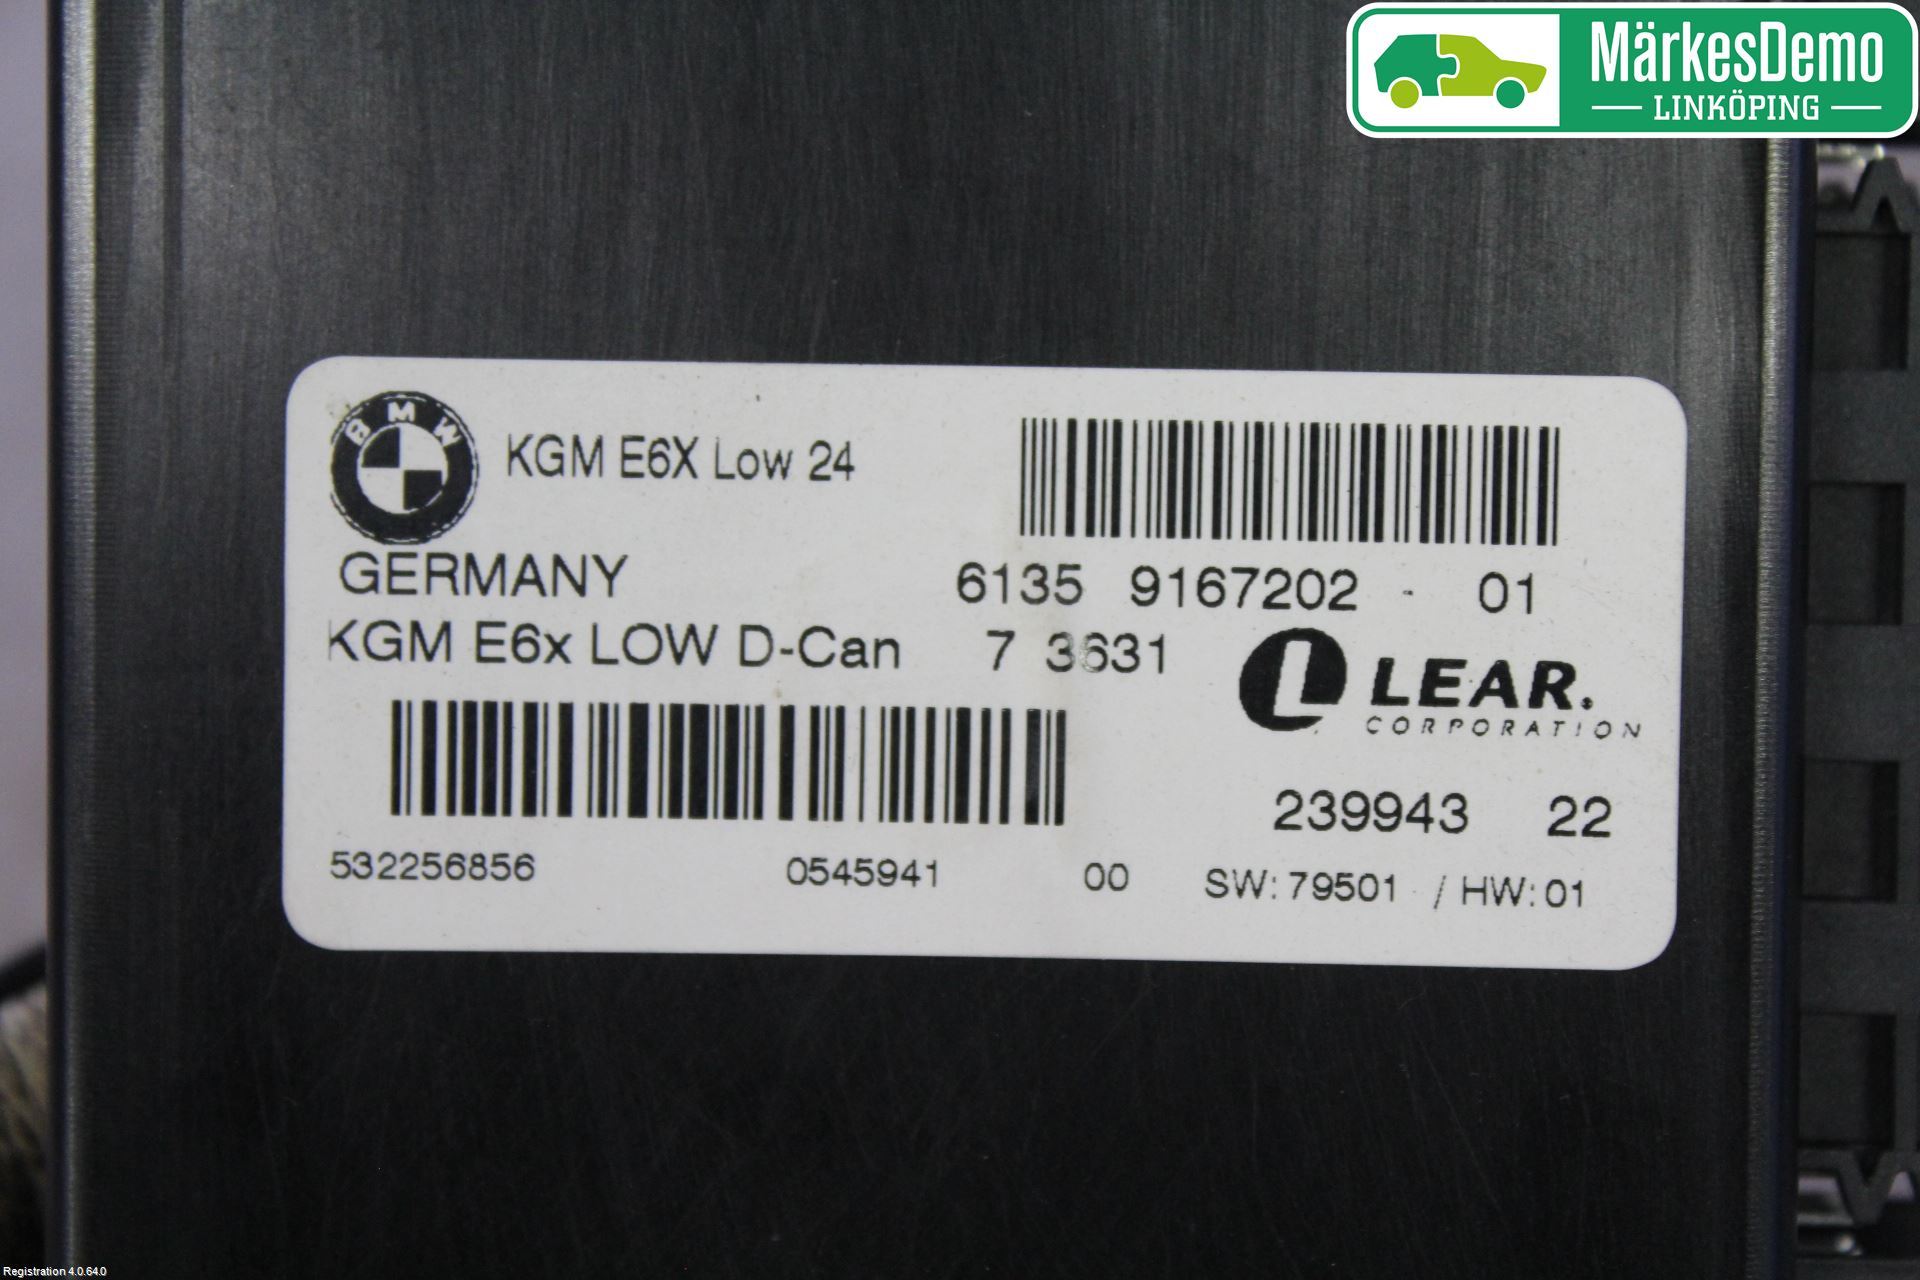 MärkesDemo
LINKÖPING
BMW
KGM E6X Low 24
GERMANY
6135 9167202 - 01
KGM E6x LOW D-Can 7 3631
L LEAR.
CORPORATION
239943 22
532256856 0545941 00 SW: 79501 / HW: 01
Registration 4.0.64.0